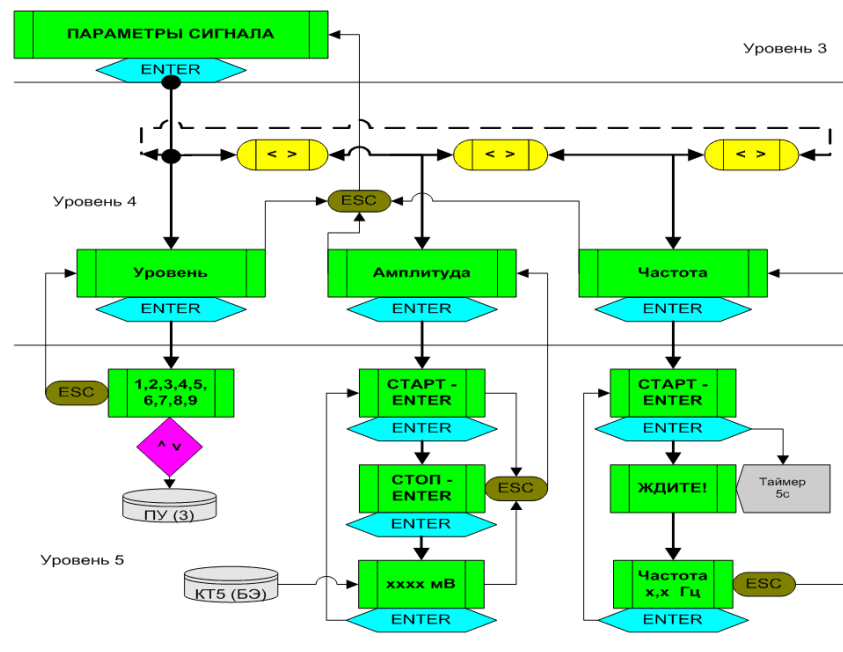 ПАРАМЕТРЫ СИГНАЛА
Уровень 3
ENTER
< >
< >
< >
Уровень 4
ESC
Уровень
Амплитуда
Частота
ENTER
ENTER
ENTER
ESC
1,2,3,4,5,
6,7,8,9
СТАРТ -
ENTER
СТАРТ -
ENTER
ENTER
ENTER
^ v
СТОП -
ENTER
ESC
ЖДИТЕ!
Таймер
5с
ПУ (3)
ENTER
Уровень 5
КТ5 (БЭ)
xxxx мВ
Частота
x,x Гц
ESC
ENTER
ENTER